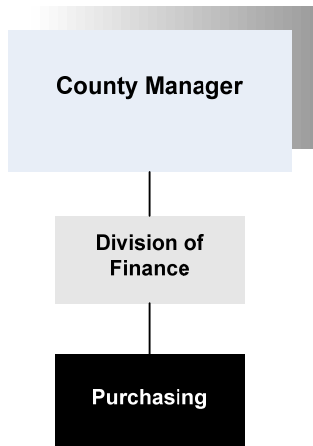 County Manager
Division of
Finance
Purchasing